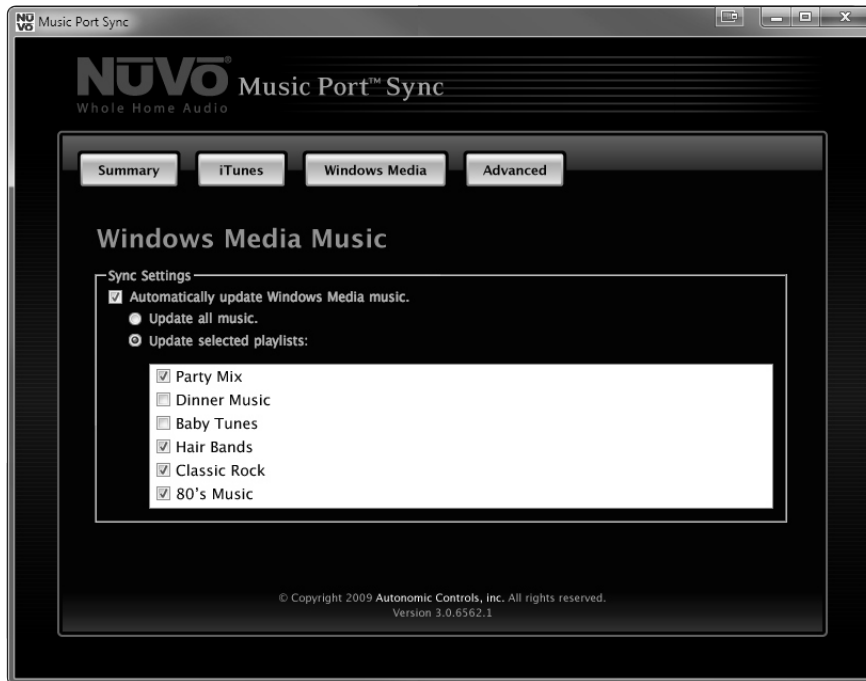 NUVO Music Port Sync
NŪVŌ® Music Port™ Sync
Whole Home Audio
Summary iTunes Windows Media Advanced
Windows Media Music
Sync Settings
Automatically update Windows Media music.
Update all music.
Update selected playlists:
Party Mix
Dinner Music
Baby Tunes
Hair Bands
Classic Rock
80's Music
© Copyright 2009 Autonomic Controls, inc. All rights reserved.
Version 3.0.6562.1